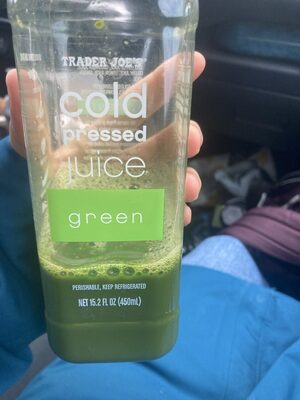 TRADER JOE'S
cold
pressed
juice
green
PERISHABLE, KEEP REFRIGERATED
NET 15.2 FL OZ (450mL)